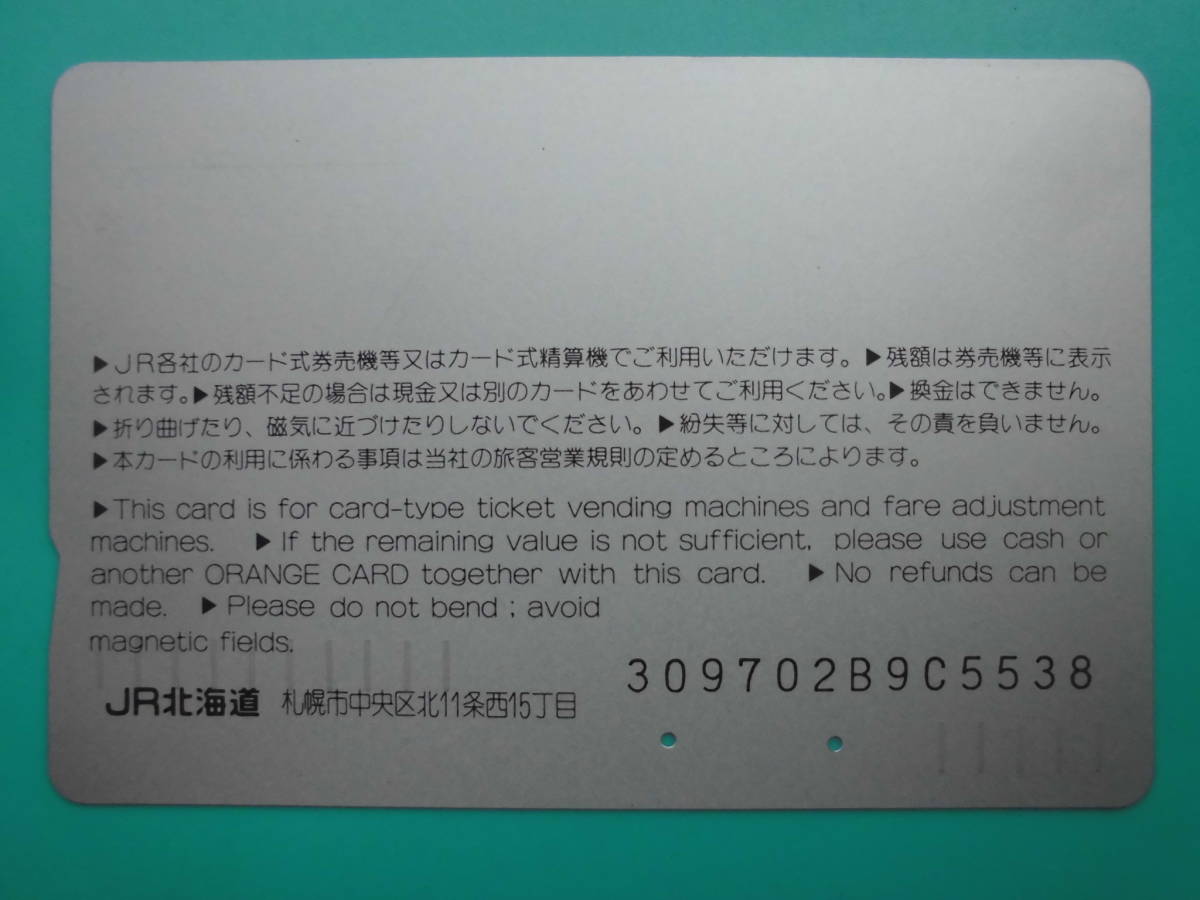 ▶JR各社のカード式券売機等又はカード式精算機でご利用いただけます。▶残額は券売機等に表示
されます。▶残額不足の場合は現金又は別のカードをあわせてご利用ください。▶換金はできません。
▶折り曲げたり、磁気に近づけたりしないでください。▶紛失等に対しては、その責を負いません。
▶本カードの利用に係わる事項は当社の旅客営業規則の定めるところによります。
▶This card is for card-type ticket vending machines and fare adjustment
machines. ▶If the remaining value is not sufficient, please use cash or
another ORANGE CARD together with this card. ▶No refunds can be
made. ▶Please do not bend ; avoid
magnetic fields.
309702B9C5538
JR北海道 札幌市中央区北11条西15丁目